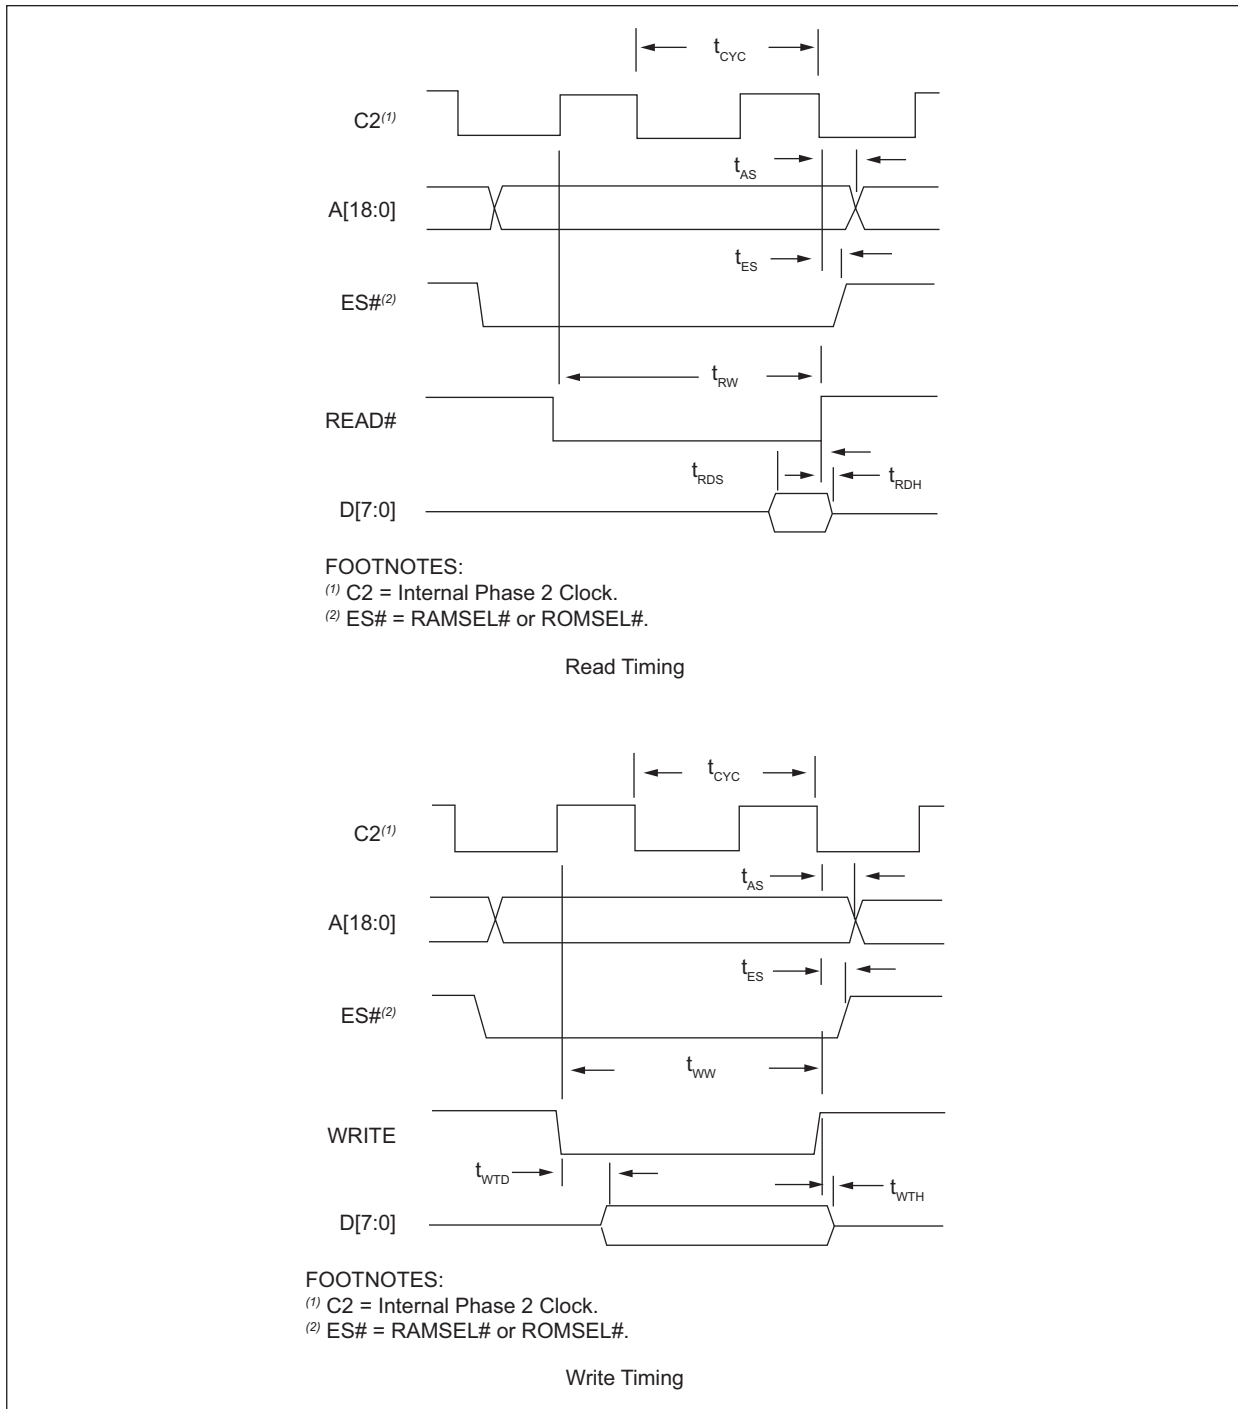 tCYC
C2(1)
tAS
A[18:0]
tES
ES#(2)
tRW
READ#
tRDS
tRDH
D[7:0]
FOOTNOTES:
(1) C2 = Internal Phase 2 Clock.
(2) ES# = RAMSEL# or ROMSEL#.
Read Timing
tCYC
C2(1)
tAS
A[18:0]
tES
ES#(2)
tWW
WRITE
tWTD
tWTH
D[7:0]
FOOTNOTES:
(1) C2 = Internal Phase 2 Clock.
(2) ES# = RAMSEL# or ROMSEL#.
Write Timing